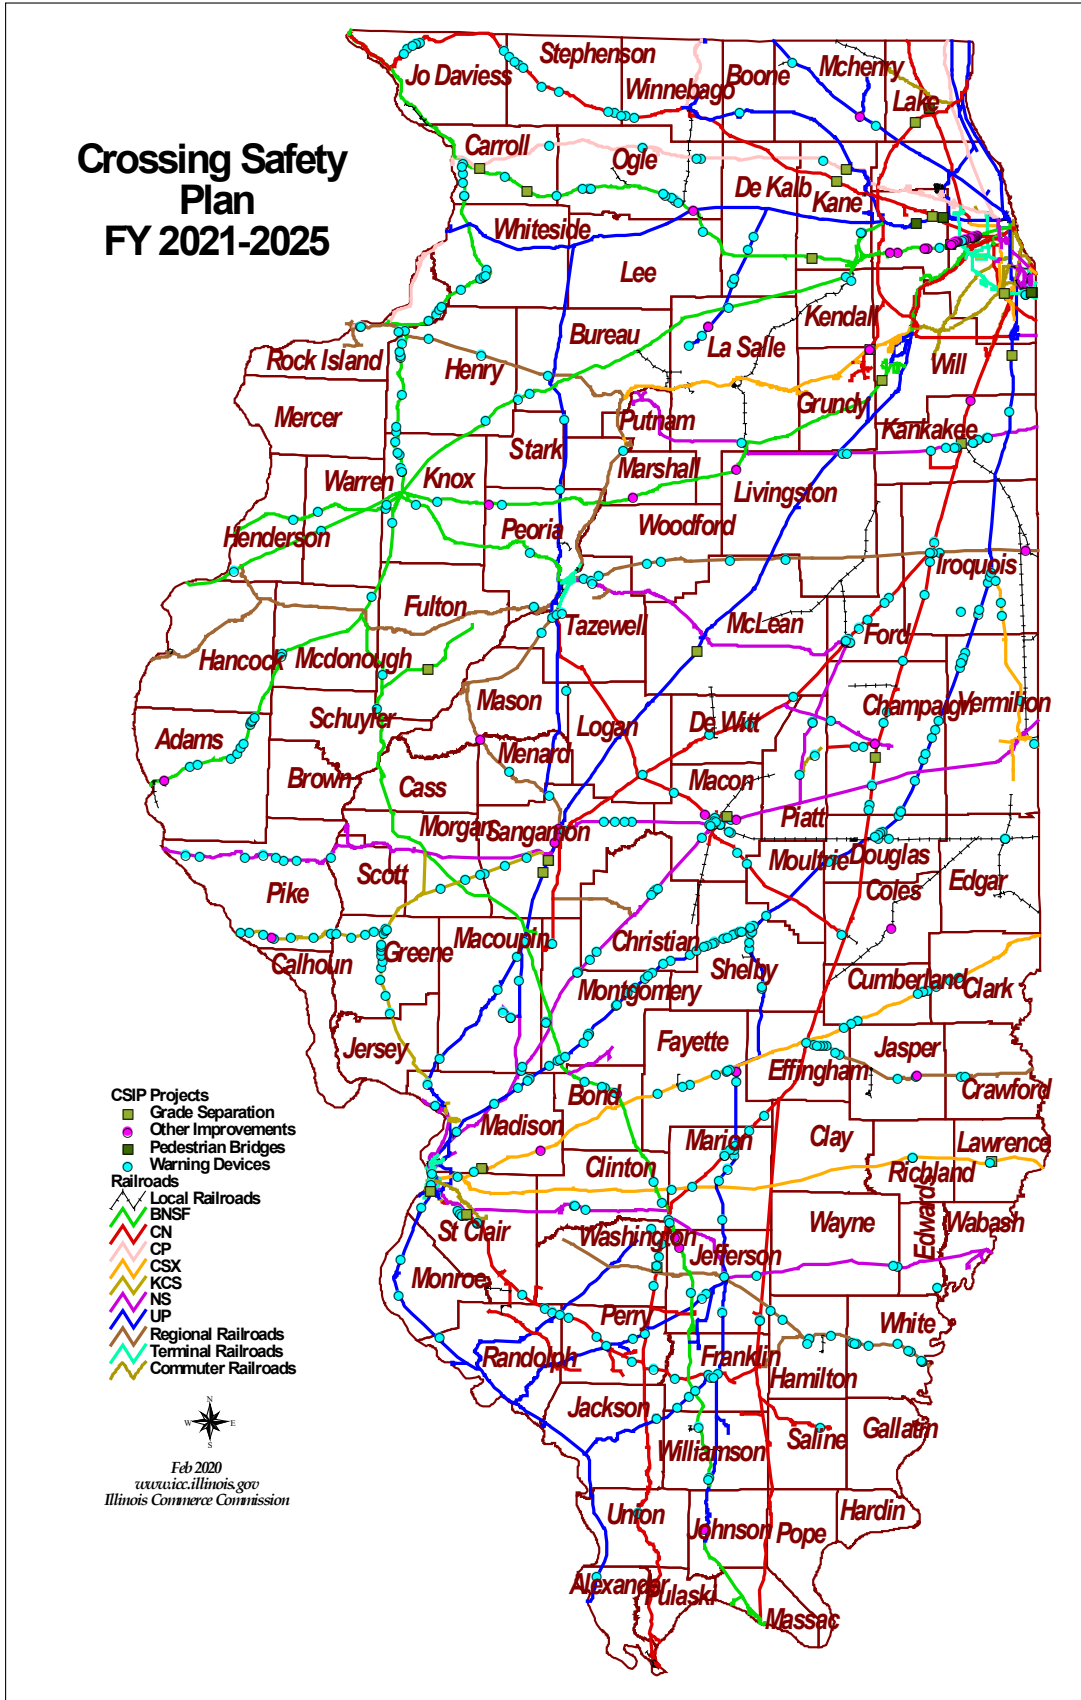 Crossing Safety
Plan
FY 2021-2025
Jo Daviess
Stephenson
Winnebago
Boone
Mchenry
Lake
Carroll
Ogle
De Kalb
Kane
Whiteside
Lee
Kendall
Bureau
La Salle
Will
Rock Island
Henry
Mercer
Putnam
Grundy
Kankakee
Stark
Marshall
Warren
Knox
Livingston
Henderson
Peoria
Woodford
Iroquois
Fulton
Tazewell
McLean
Ford
Hancock
Mcdonough
Mason
Schuyler
Logan
De Witt
Champaign
Vermilion
Adams
Menard
Brown
Cass
Macon
Morgan
Sangamon
Piatt
Scott
Moultrie
Douglas
Pike
Coles
Edgar
Macoupin
Greene
Christian
Calhoun
Shelby
Montgomery
Cumberland
Clark
Jersey
Fayette
Jasper
Effingham
Bond
Crawford
CSIP Projects
Grade Separation
Other Improvements
Pedestrian Bridges
Warning Devices
Railroads
Local Railroads
BNSF
CN
CP
CSX
KCS
NS
UP
Regional Railroads
Terminal Railroads
Commuter Railroads
Madison
Marion
Clay
Lawrence
Clinton
Richland
Edwards
Wayne
Wabash
St Clair
Washington
Jefferson
Monroe
Perry
White
Randolph
Franklin
Hamilton
Jackson
Gallatin
Saline
Williamson
Union
Johnson
Pope
Hardin
Alexander
Pulaski
Massac
N
W
E
S
Feb 2020
www.icc.illinois.gov
Illinois Commerce Commission